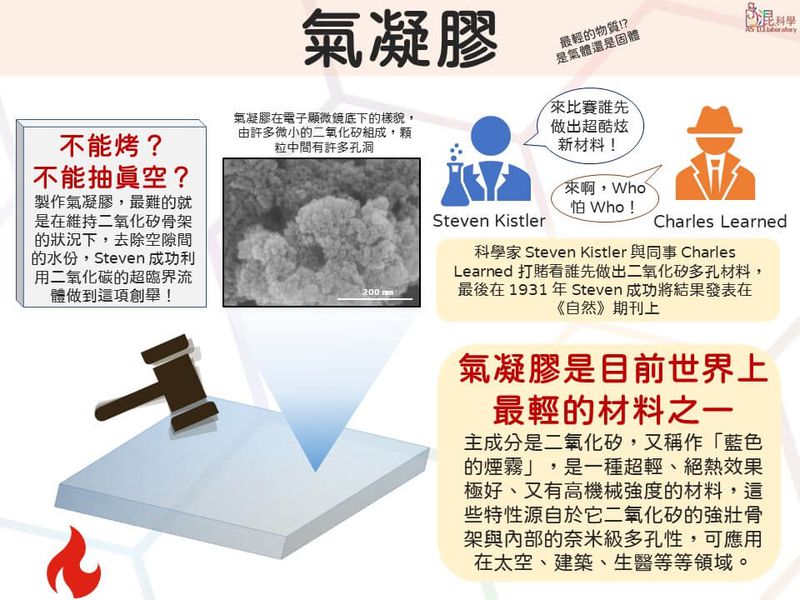 氣凝膠
最輕的物質!?
是氣體還是固體
混科學
AS DJ laboratory
不能烤？
不能抽真空？
製作氣凝膠，最難的就
是在維持二氧化矽骨架
的狀況下，去除空隙間
的水份，Steven 成功利
用二氧化碳的超臨界流
體做到這項創舉！
氣凝膠在電子顯微鏡底下的樣貌，
由許多微小的二氧化矽組成，顆
粒中間有許多孔洞
200 nm
來比賽誰先
做出超酷炫
新材料！
來啊，Who
怕 Who！
Steven Kistler
Charles Learned
科學家 Steven Kistler 與同事 Charles
Learned 打賭看誰先做出二氧化矽多孔材料，
最後在 1931 年 Steven 成功將結果發表在
《自然》期刊上
氣凝膠是目前世界上
最輕的材料之一
主成分是二氧化矽，又稱作「藍色
的煙霧」，是一種超輕、絕熱效果
極好、又有高機械強度的材料，這
些特性源自於它二氧化矽的強壯骨
架與內部的奈米級多孔性，可應用
在太空、建築、生醫等等領域。